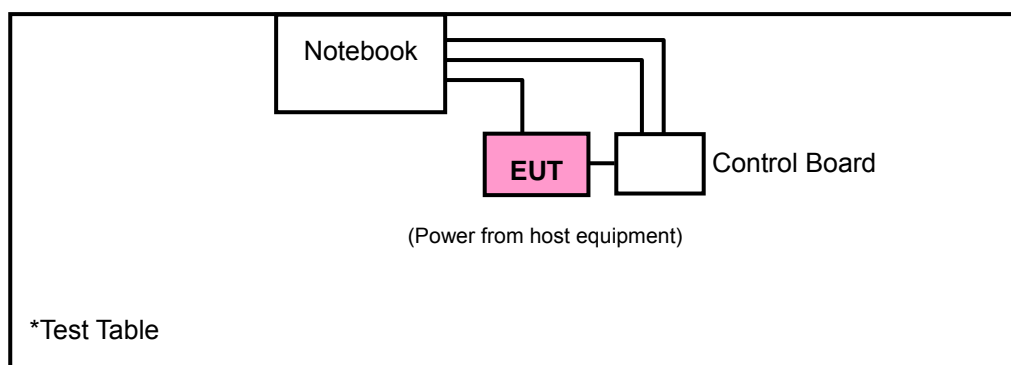 Notebook
EUT
Control Board
(Power from host equipment)
*Test Table